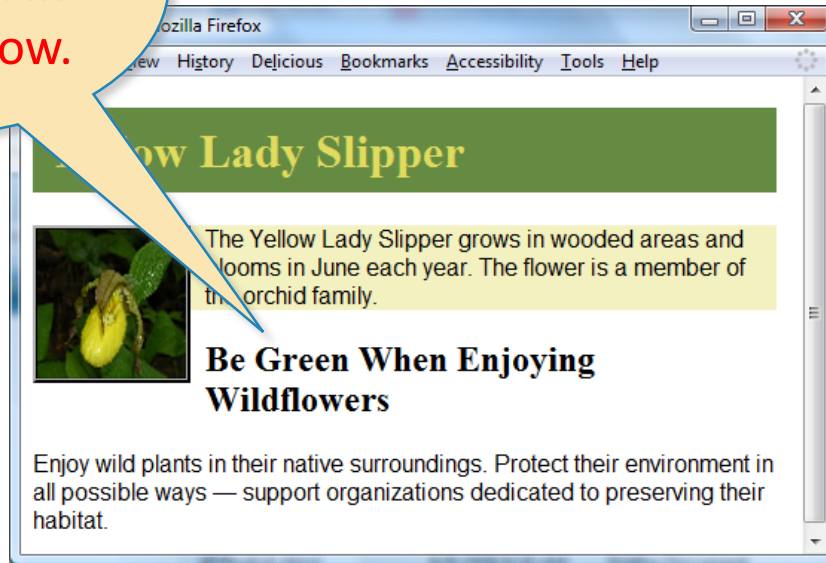 ow.
ozilla Firefox
ew History Delicious Bookmarks Accessibility Tools Help
ow Lady Slipper
The Yellow Lady Slipper grows in wooded areas and
looms in June each year. The flower is a member of
the orchid family.
Be Green When Enjoying
Wildflowers
Enjoy wild plants in their native surroundings. Protect their environment in
all possible ways — support organizations dedicated to preserving their
habitat.